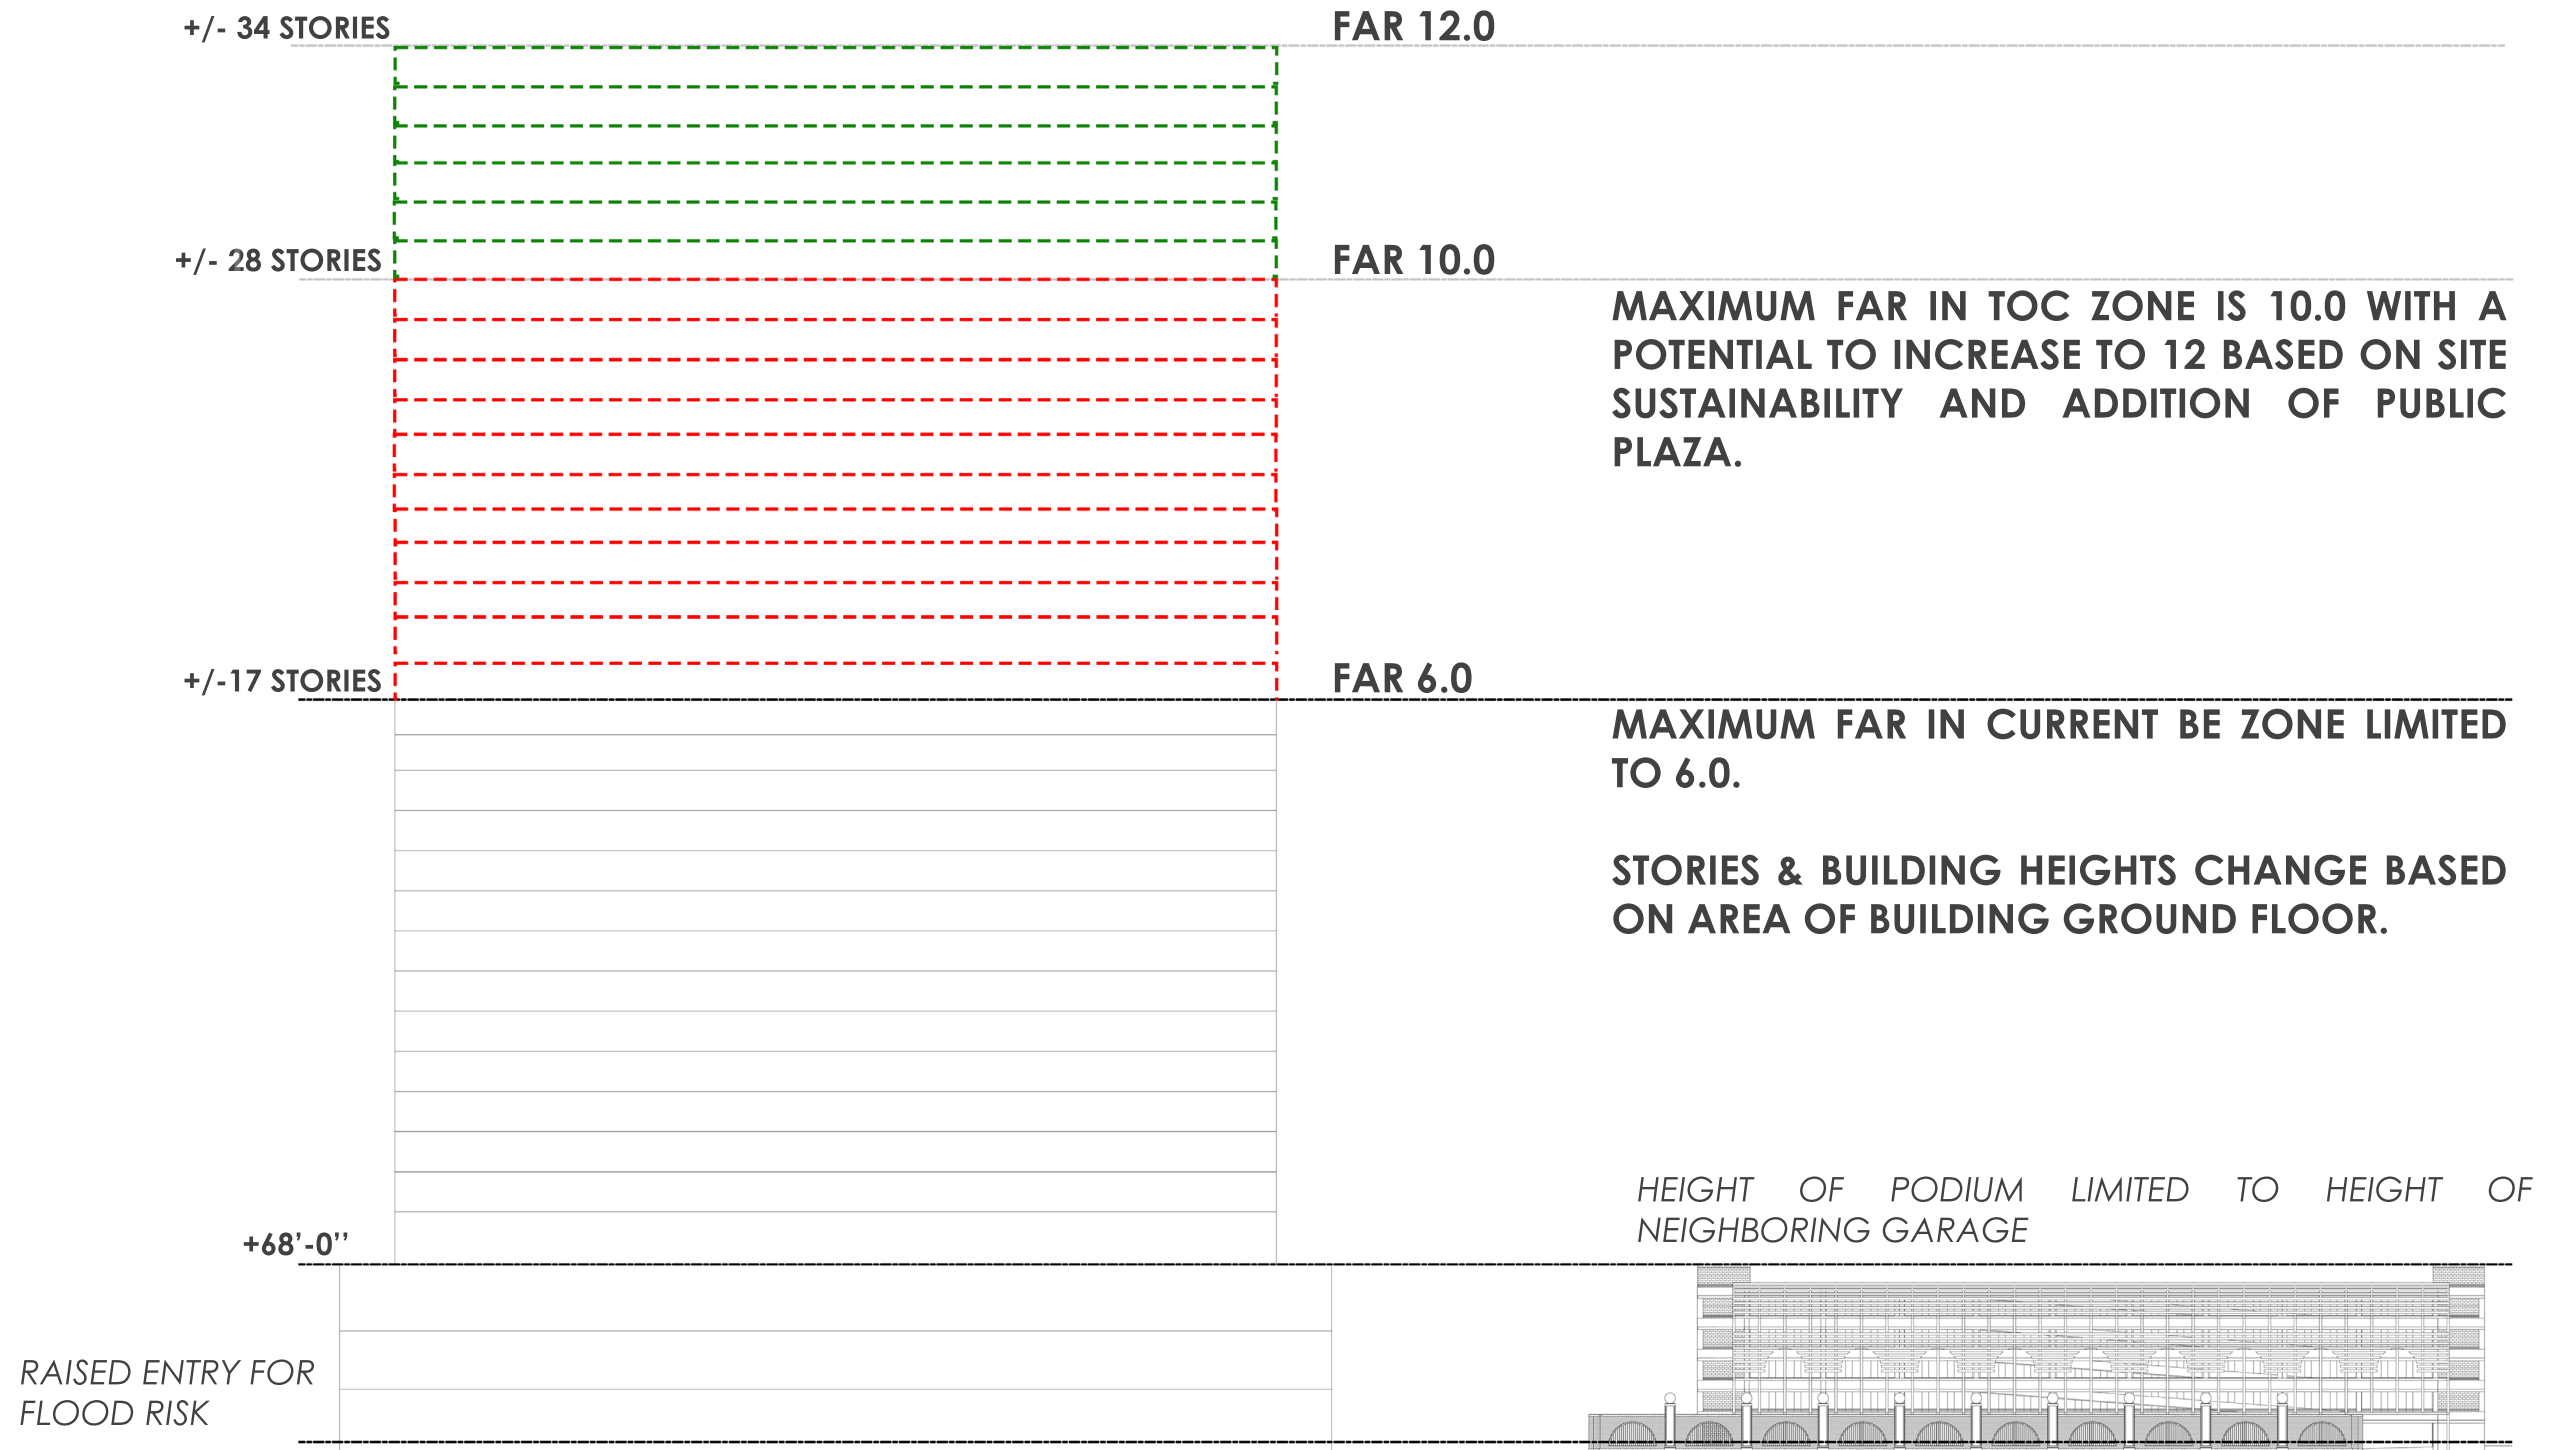 +/- 34 STORIES
FAR 12.0
+/- 28 STORIES
FAR 10.0
MAXIMUM FAR IN TOC ZONE IS 10.0 WITH A
POTENTIAL TO INCREASE TO 12 BASED ON SITE
SUSTAINABILITY AND ADDITION OF PUBLIC
PLAZA.
+/-17 STORIES
FAR 6.0
MAXIMUM FAR IN CURRENT BE ZONE LIMITED
TO 6.0.
STORIES & BUILDING HEIGHTS CHANGE BASED
ON AREA OF BUILDING GROUND FLOOR.
HEIGHT OF PODIUM LIMITED TO HEIGHT OF
NEIGHBORING GARAGE
+68’-0’’
RAISED ENTRY FOR
FLOOD RISK